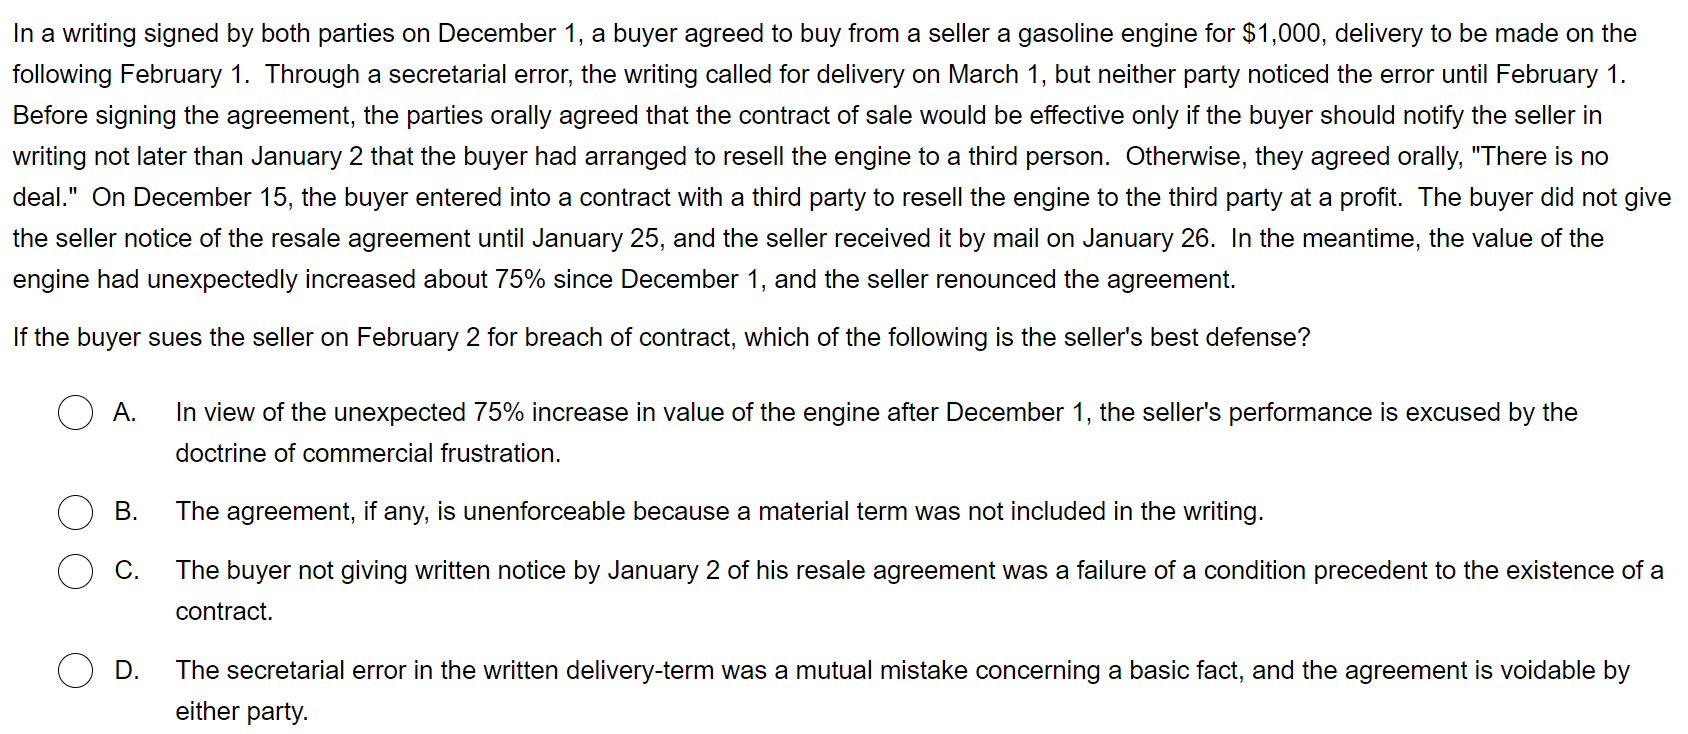 In a writing signed by both parties on December 1, a buyer agreed to buy from a seller a gasoline engine for $1,000, delivery to be made on the
following February 1.  Through a secretarial error, the writing called for delivery on March 1, but neither party noticed the error until February 1.
Before signing the agreement, the parties orally agreed that the contract of sale would be effective only if the buyer should notify the seller in
writing not later than January 2 that the buyer had arranged to resell the engine to a third person.  Otherwise, they agreed orally, "There is no
deal."  On December 15, the buyer entered into a contract with a third party to resell the engine to the third party at a profit.  The buyer did not give
the seller notice of the resale agreement until January 25, and the seller received it by mail on January 26.  In the meantime, the value of the
engine had unexpectedly increased about 75% since December 1, and the seller renounced the agreement.
If the buyer sues the seller on February 2 for breach of contract, which of the following is the seller's best defense?
A. In view of the unexpected 75% increase in value of the engine after December 1, the seller's performance is excused by the
doctrine of commercial frustration.
B. The agreement, if any, is unenforceable because a material term was not included in the writing.
C. The buyer not giving written notice by January 2 of his resale agreement was a failure of a condition precedent to the existence of a
contract.
D. The secretarial error in the written delivery-term was a mutual mistake concerning a basic fact, and the agreement is voidable by
either party.